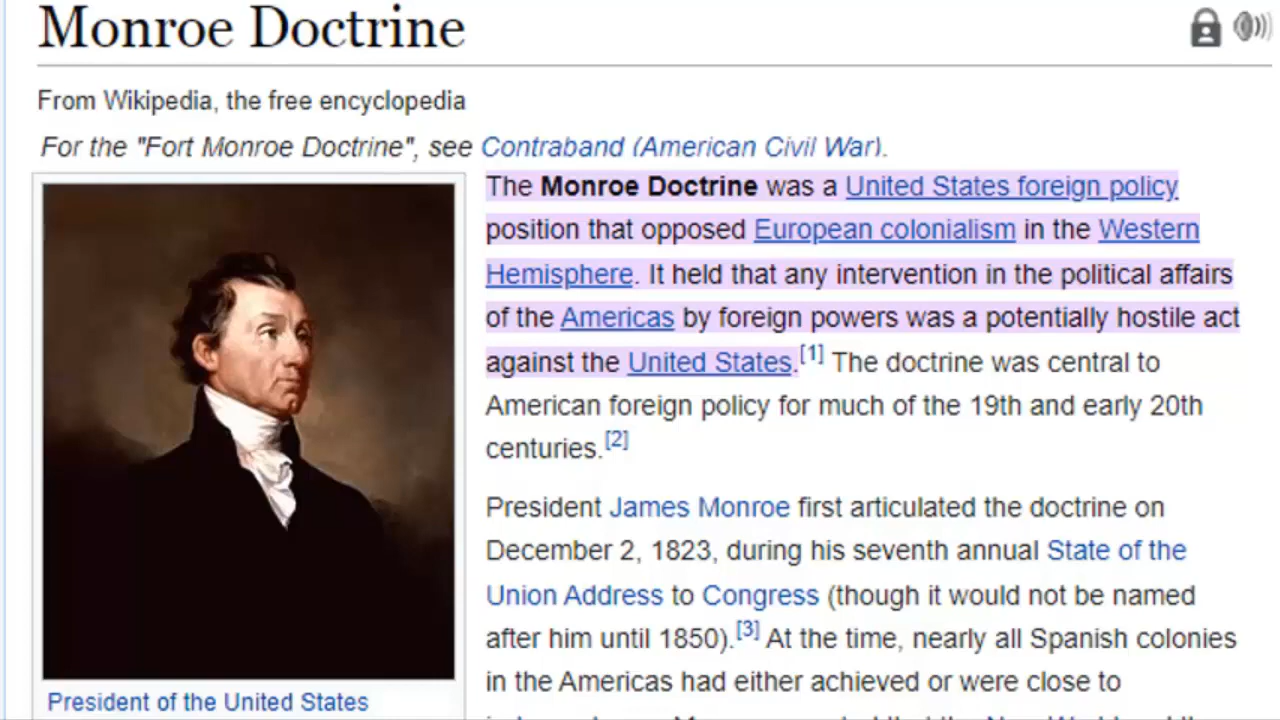 Monroe Doctrine
From Wikipedia, the free encyclopedia
For the "Fort Monroe Doctrine", see Contraband (American Civil War).
The Monroe Doctrine was a United States foreign policy
position that opposed European colonialism in the Western
Hemisphere. It held that any intervention in the political affairs
of the Americas by foreign powers was a potentially hostile act
against the United States.[1] The doctrine was central to
American foreign policy for much of the 19th and early 20th
centuries.[2]
President James Monroe first articulated the doctrine on
December 2, 1823, during his seventh annual State of the
Union Address to Congress (though it would not be named
after him until 1850).[3] At the time, nearly all Spanish colonies
in the Americas had either achieved or were close to
President of the United States